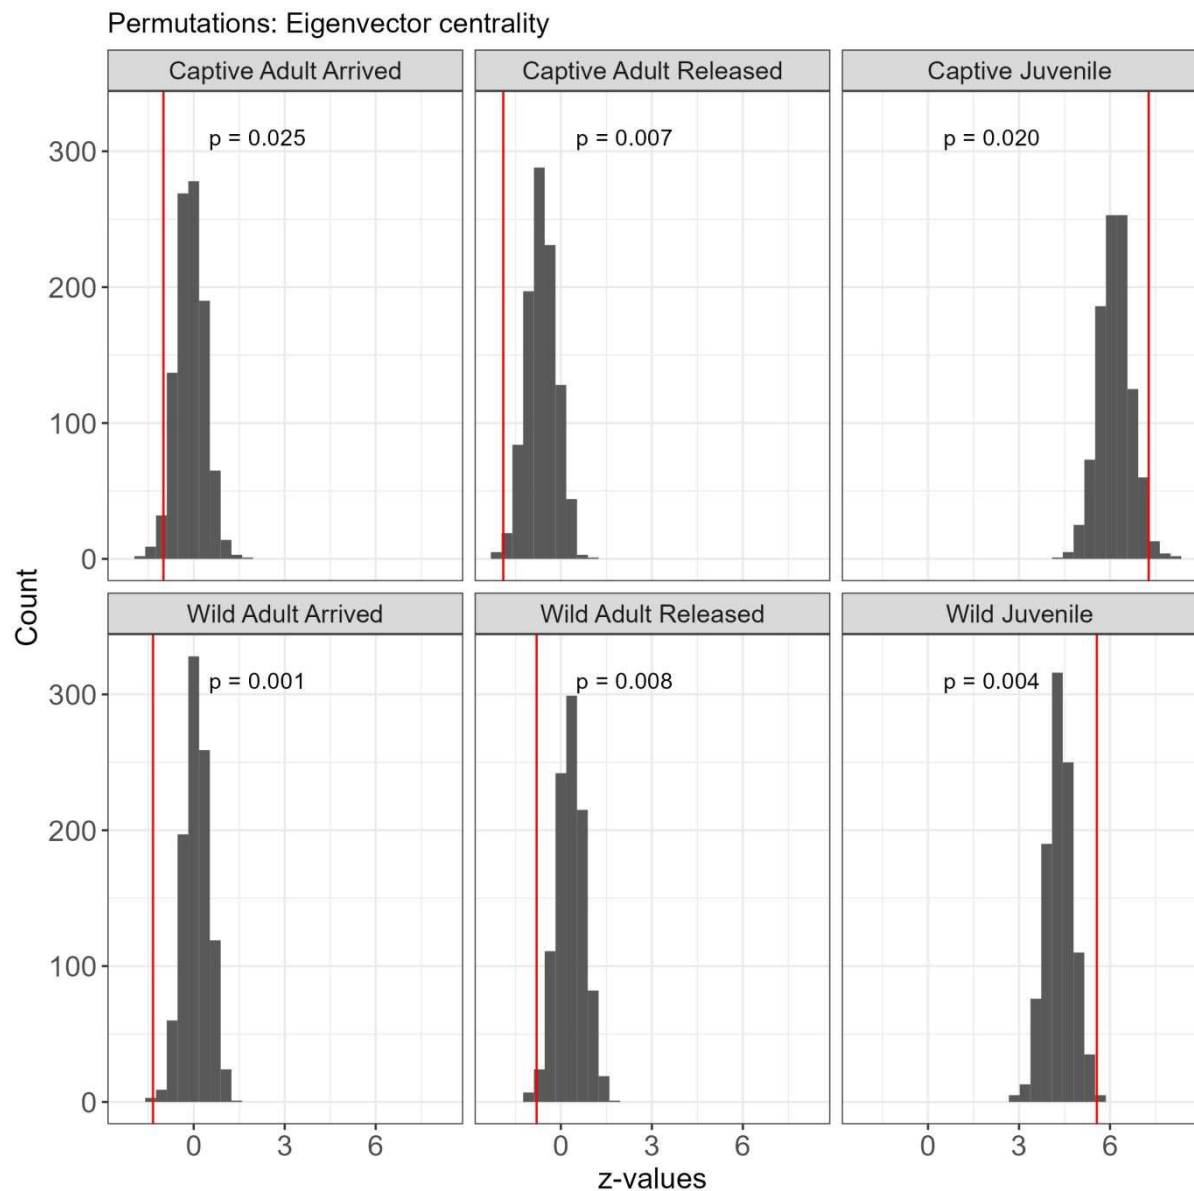 Permutations: Eigenvector centrality
Captive Adult Arrived
Captive Adult Released
Captive Juvenile
p = 0.025
p = 0.007
p = 0.020
300
200
100
0
Wild Adult Arrived
Wild Adult Released
Wild Juvenile
p = 0.001
p = 0.008
p = 0.004
300
200
100
0
Count
0 3 6
0 3 6
0 3 6
z-values